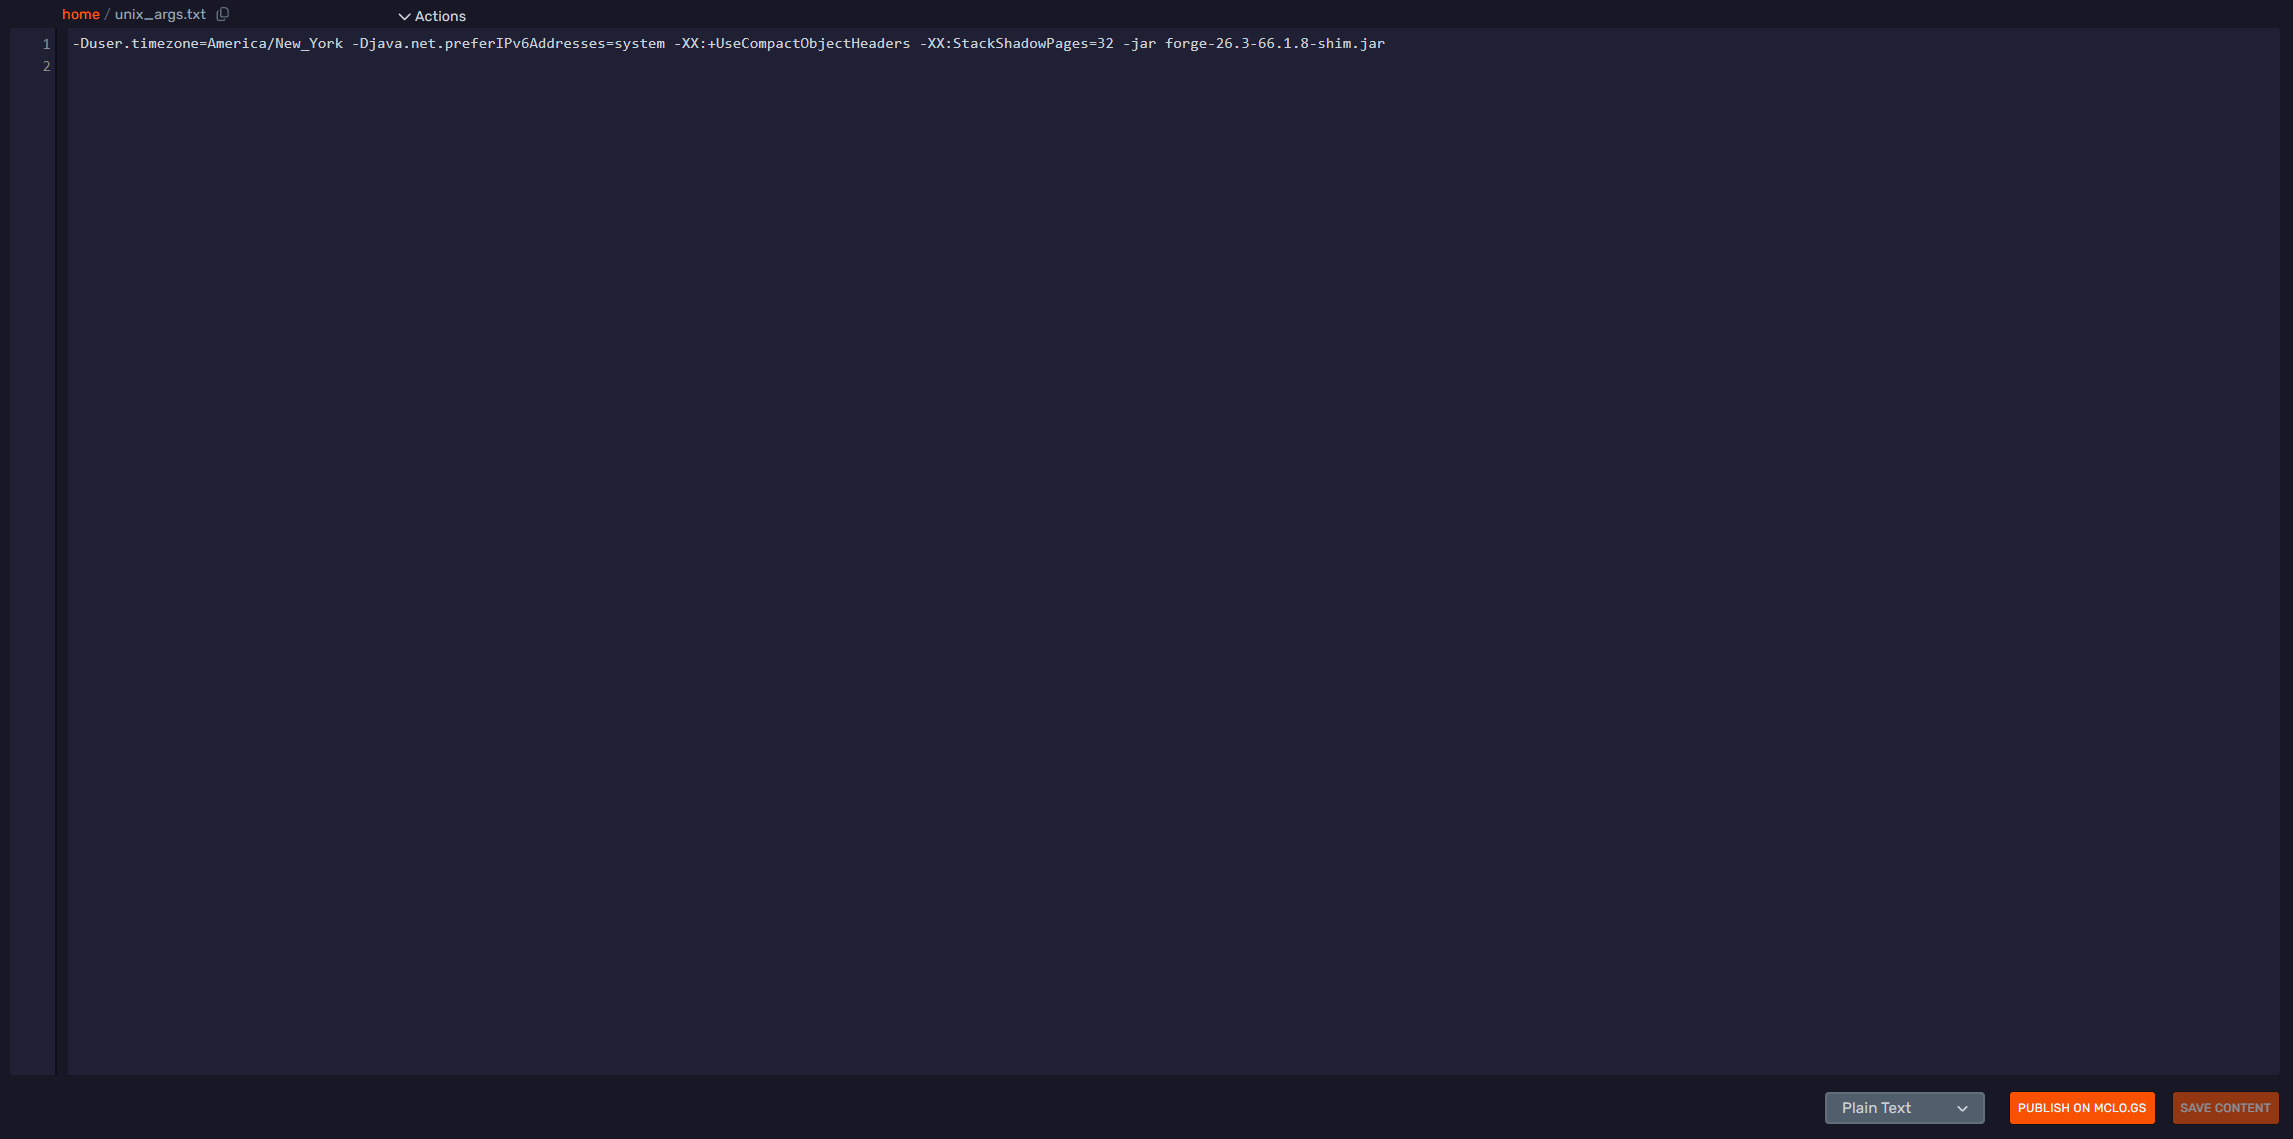 home / unix_args.txt
Actions
1
-Duser.timezone=America/New_York -Djava.net.preferIPv6Addresses=system -XX:+UseCompactObjectHeaders -XX:StackShadowPages=32 -jar forge-26.3-66.1.8-shim.jar
2
Plain Text
PUBLISH ON MCLO.GS
SAVE CONTENT